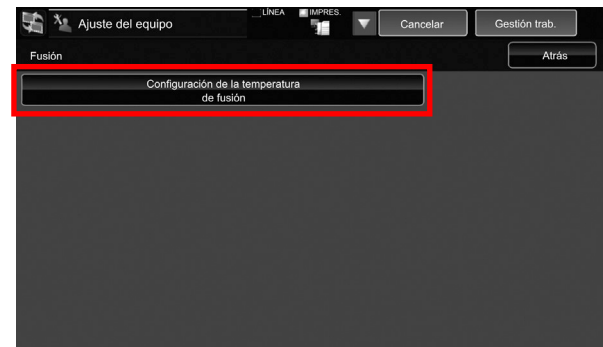 Ajuste del equipo
LÍNEA
IMPRES.
Cancelar
Gestión trab.
Fusión
Atrás
Configuración de la temperatura
de fusión